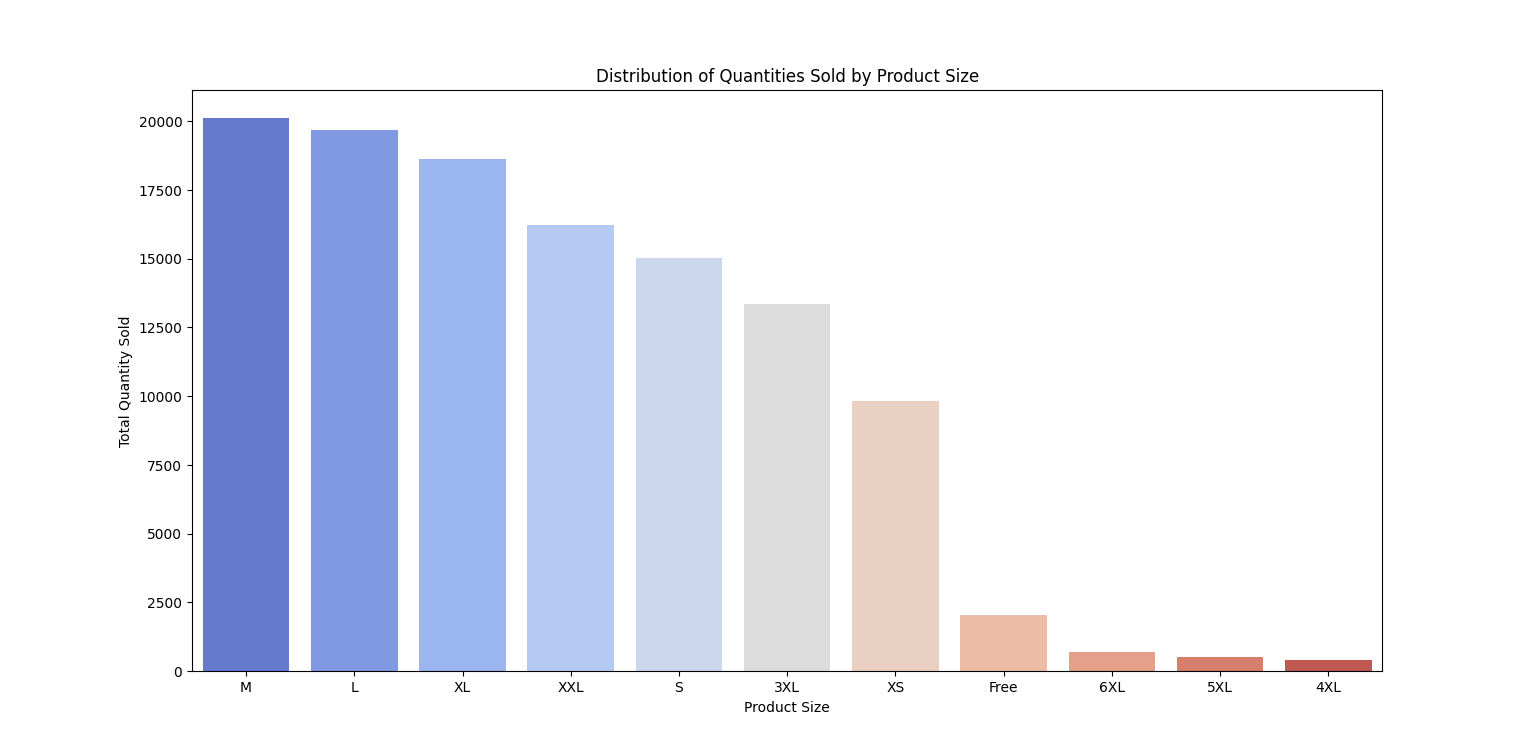 Distribution of Quantities Sold by Product Size
Total Quantity Sold
20000
17500
15000
12500
10000
7500
5000
2500
0
M L XL XXL S 3XL XS Free 6XL 5XL 4XL
Product Size